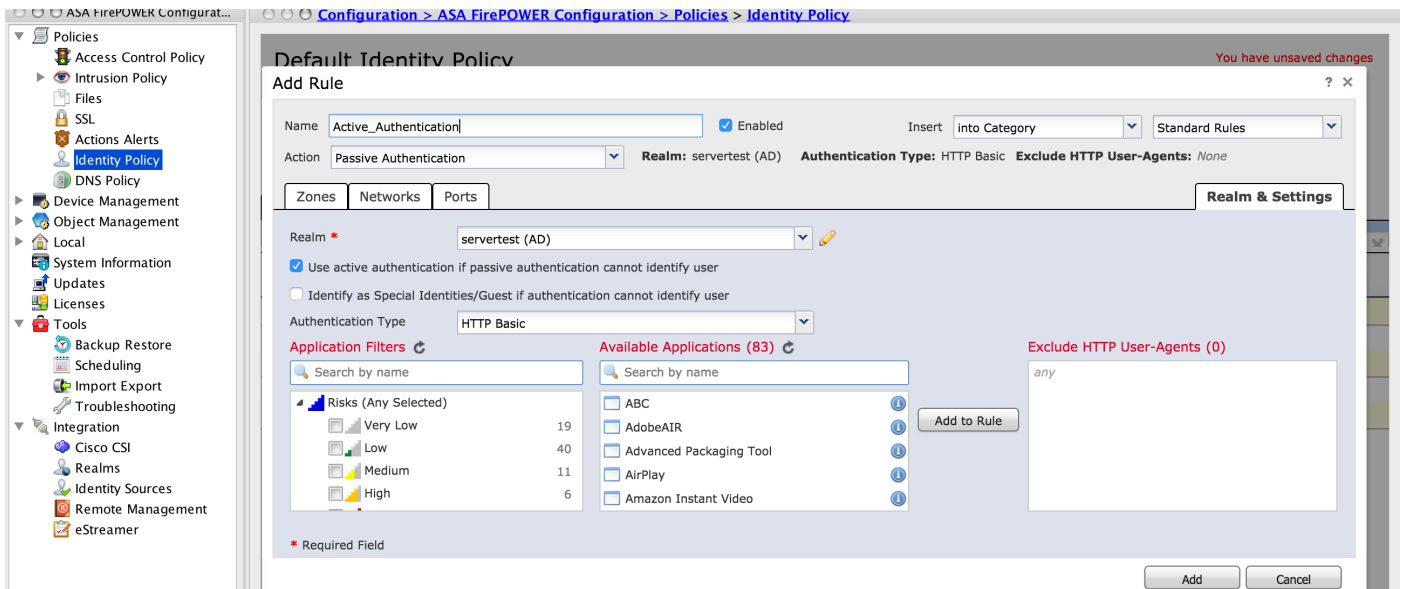 ASA FirePOWER Configurat...
Policies
Access Control Policy
Intrusion Policy
Files
SSL
Actions Alerts
Identity Policy
DNS Policy
Device Management
Object Management
Local
System Information
Updates
Licenses
Tools
Backup Restore
Scheduling
Import Export
Troubleshooting
Integration
Cisco CSI
Realms
Identity Sources
Remote Management
eStreamer
Configuration > ASA FirePOWER Configuration > Policies > Identity Policy
Default Identity Policy
You have unsaved changes
Add Rule
? ×
Name Active_Authentication Enabled Insert into Category Standard Rules
Action Passive Authentication Realm: servertest (AD) Authentication Type: HTTP Basic Exclude HTTP User-Agents: None
Zones Networks Ports Realm & Settings
Realm * servertest (AD)
Use active authentication if passive authentication cannot identify user
Identify as Special Identities/Guest if authentication cannot identify user
Authentication Type HTTP Basic
Application Filters Available Applications (83) Exclude HTTP User-Agents (0)
Search by name Search by name any
Risks (Any Selected)
Very Low 19
Low 40
Medium 11
High 6
ABC
AdobeAIR
Advanced Packaging Tool
AirPlay
Amazon Instant Video
Add to Rule
* Required Field
Add Cancel